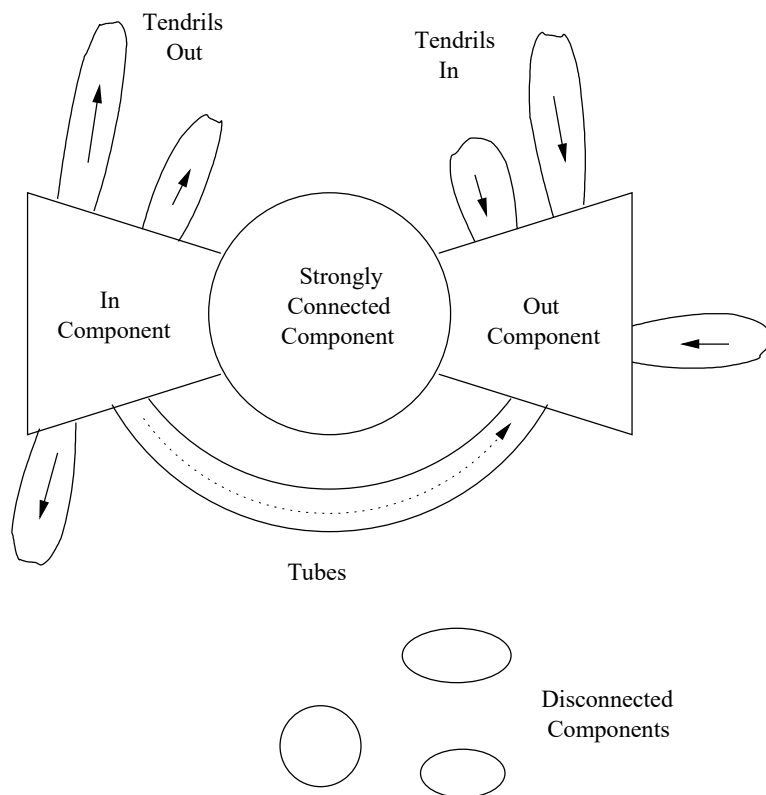 Tendrils
Out
Tendrils
In
In
Component
Strongly
Connected
Component
Out
Component
Tubes
Disconnected
Components